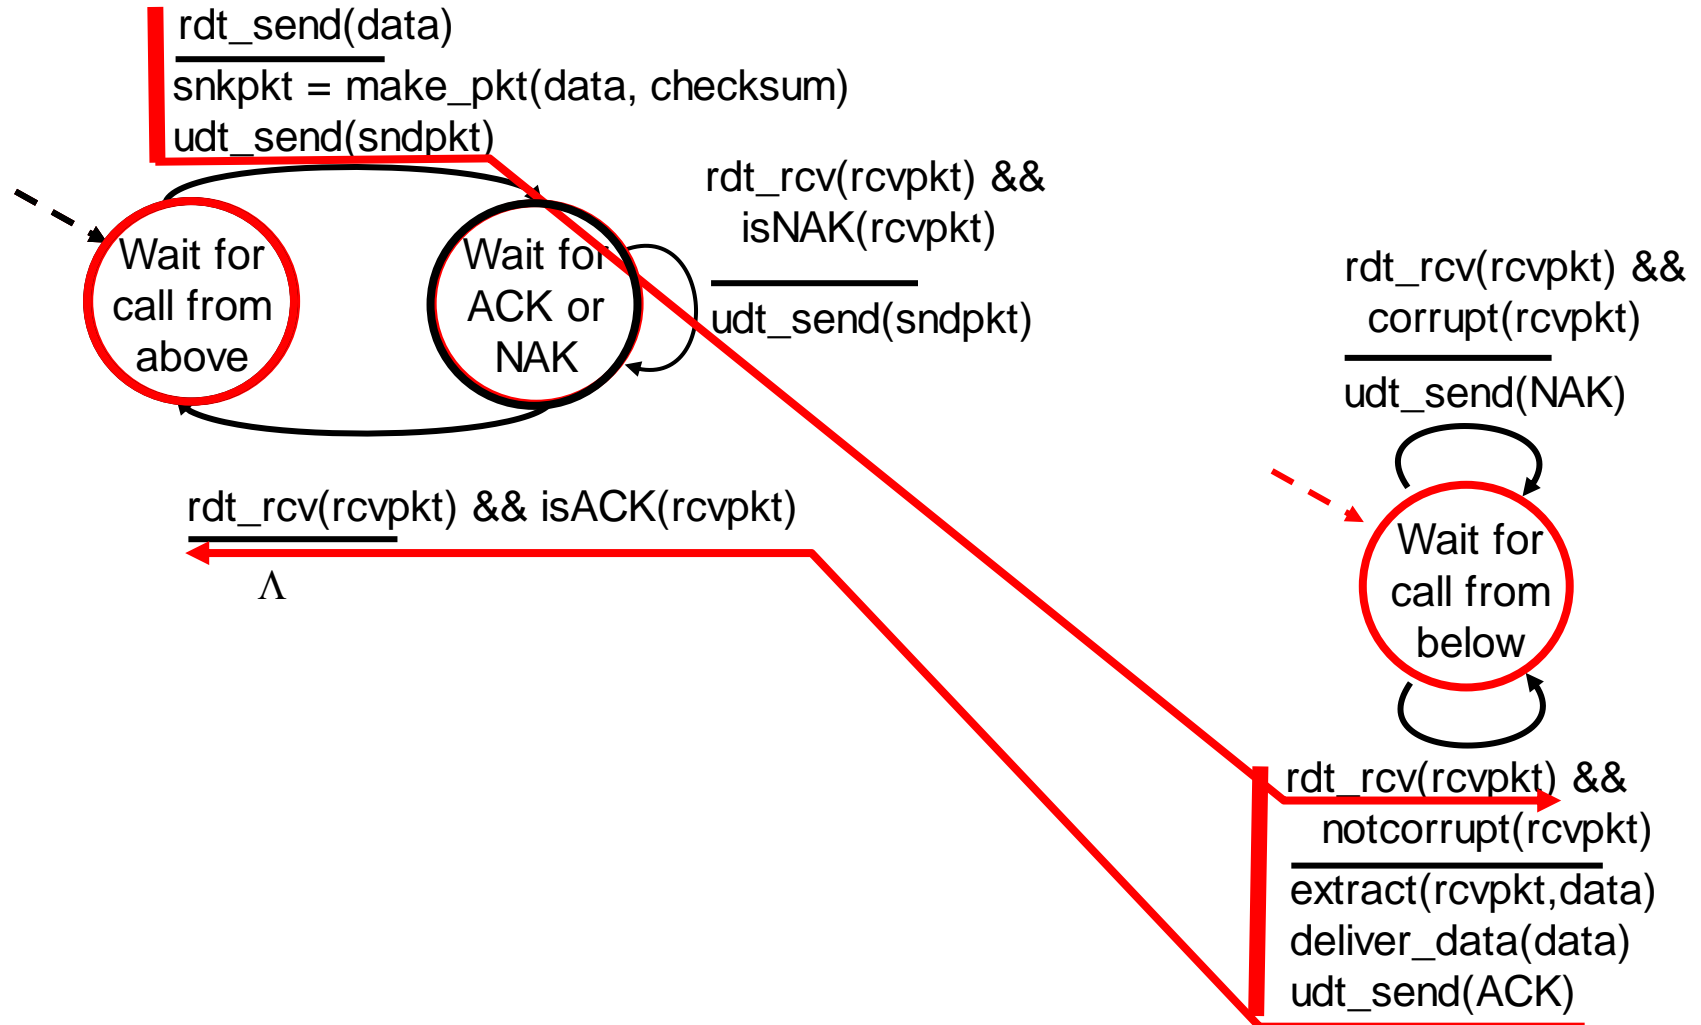 rdt_send(data)
snkpkt = make_pkt(data, checksum)
udt_send(sndpkt)
rdt_rcv(rcvpkt) &&
isNAK(rcvpkt)
udt_send(sndpkt)
Wait for
call from
above
Wait for
ACK or
NAK
rdt_rcv(rcvpkt) && isACK(rcvpkt)
Λ
rdt_rcv(rcvpkt) &&
corrupt(rcvpkt)
udt_send(NAK)
Wait for
call from
below
rdt_rcv(rcvpkt) &&
notcorrupt(rcvpkt)
extract(rcvpkt,data)
deliver_data(data)
udt_send(ACK)